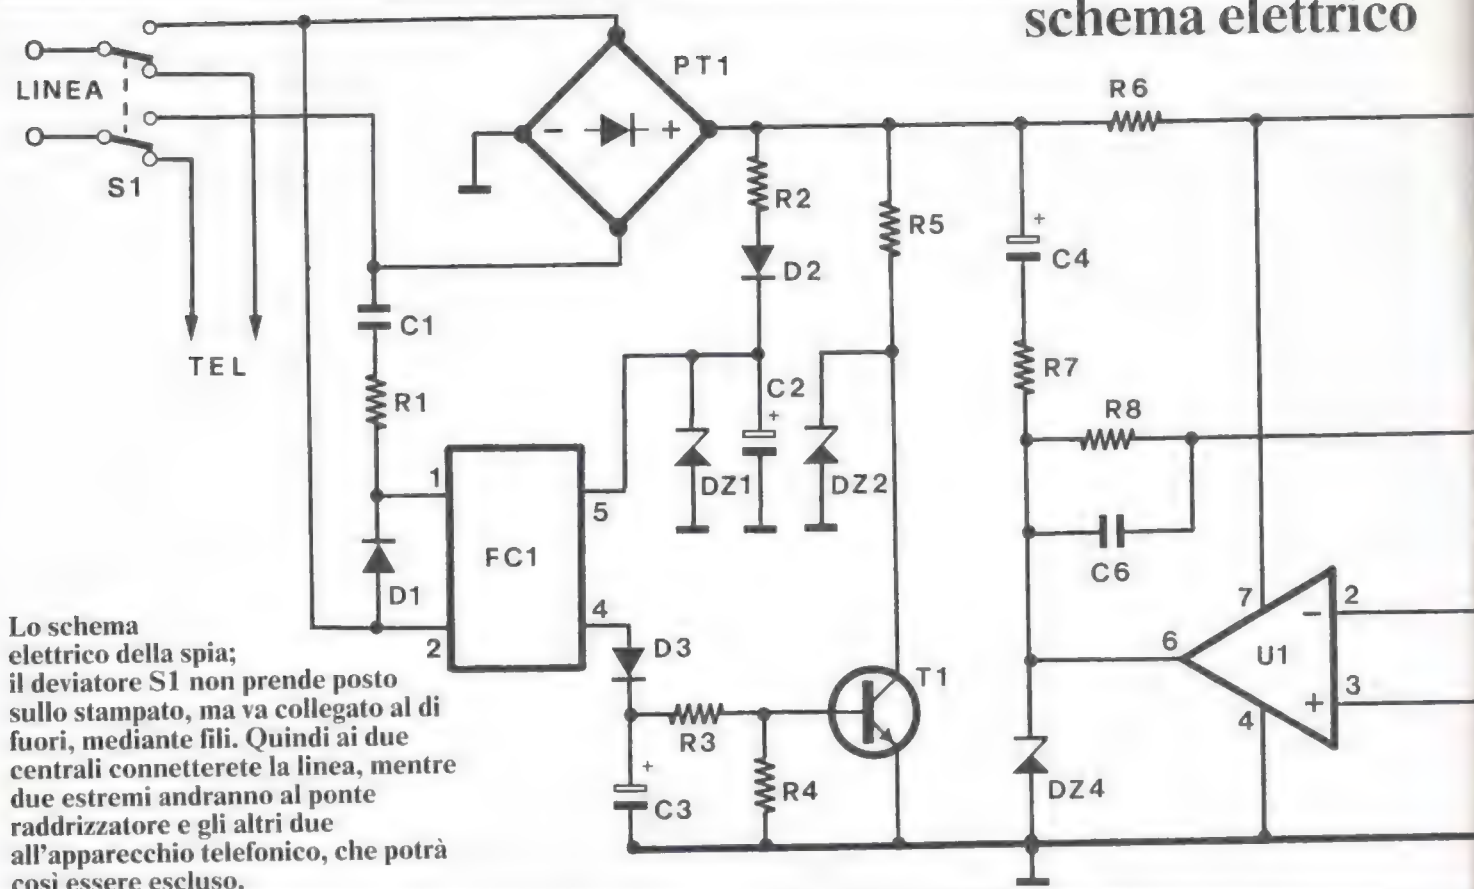 schema elettrico
PT1
R6
LINEA
S1
R2
R5
+
C4
D2
C1
TEL
R7
C2
+
R1
R8
1
DZ1
DZ2
5
FC1
C6
D1
4
7
2
Lo schema
elettrico della spia;
il deviatore S1 non prende posto
sullo stampato, ma va collegato al di
fuori, mediante fili. Quindi ai due
centrali connetterete la linea, mentre
due estremi andranno al ponte
raddrizzatore e gli altri due
all'apparecchio telefonico, che potrà
così essere escluso.
2
D3
6
U1
T1
3
4
R3
+
C3
R4
DZ4
-
+
-
+